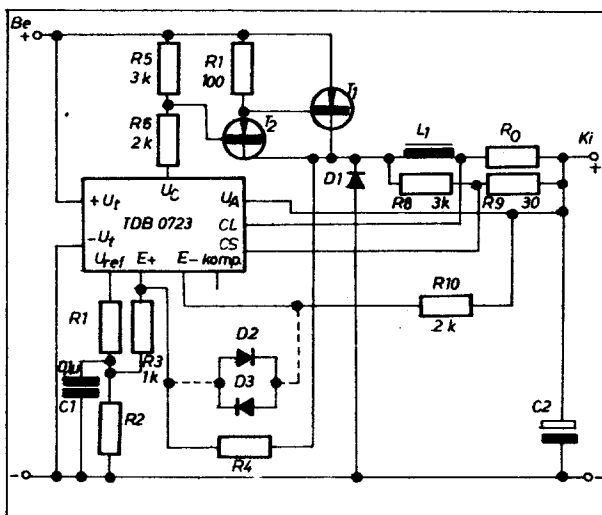 Be
+
R5
3k
R1
100
T1
T2
R6
2k
L1
R0
Ki
+
D1
R8
3k
R9
30
UC
+Ut
UA
TDB 0723
-Ut
CL
CS
Uref
E+
E-
komp.
R1
R3
1k
R10
2k
D2
D3
C1
R2
R4
C2
-
-